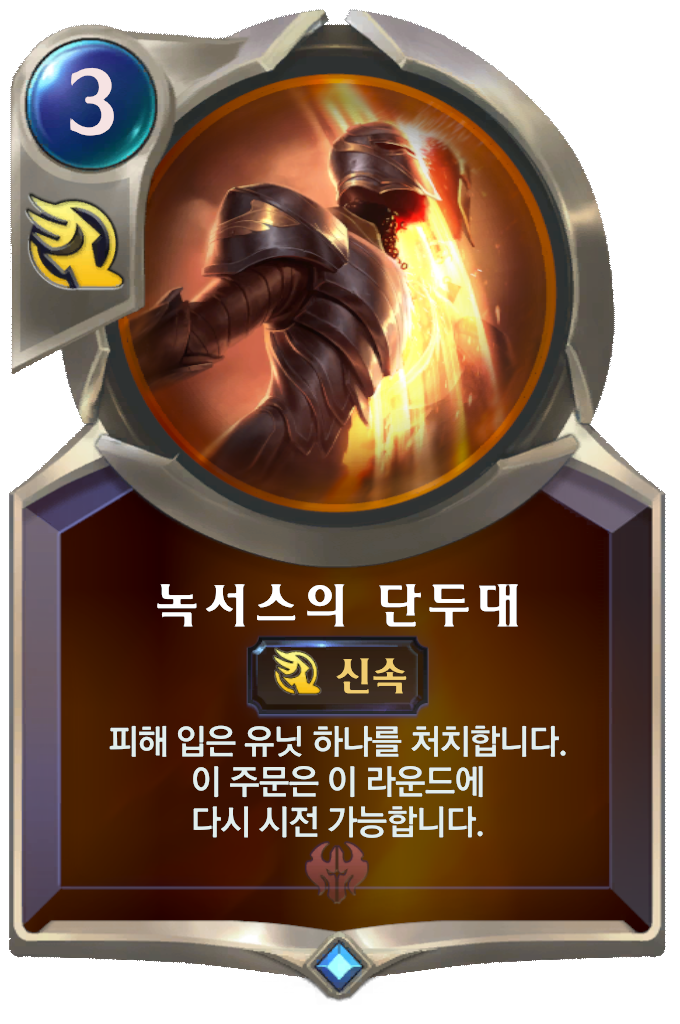 3
녹서스의 단두대
신속
피해 입은 유닛 하나를 처치합니다.
이 주문은 이 라운드에
다시 시전 가능합니다.